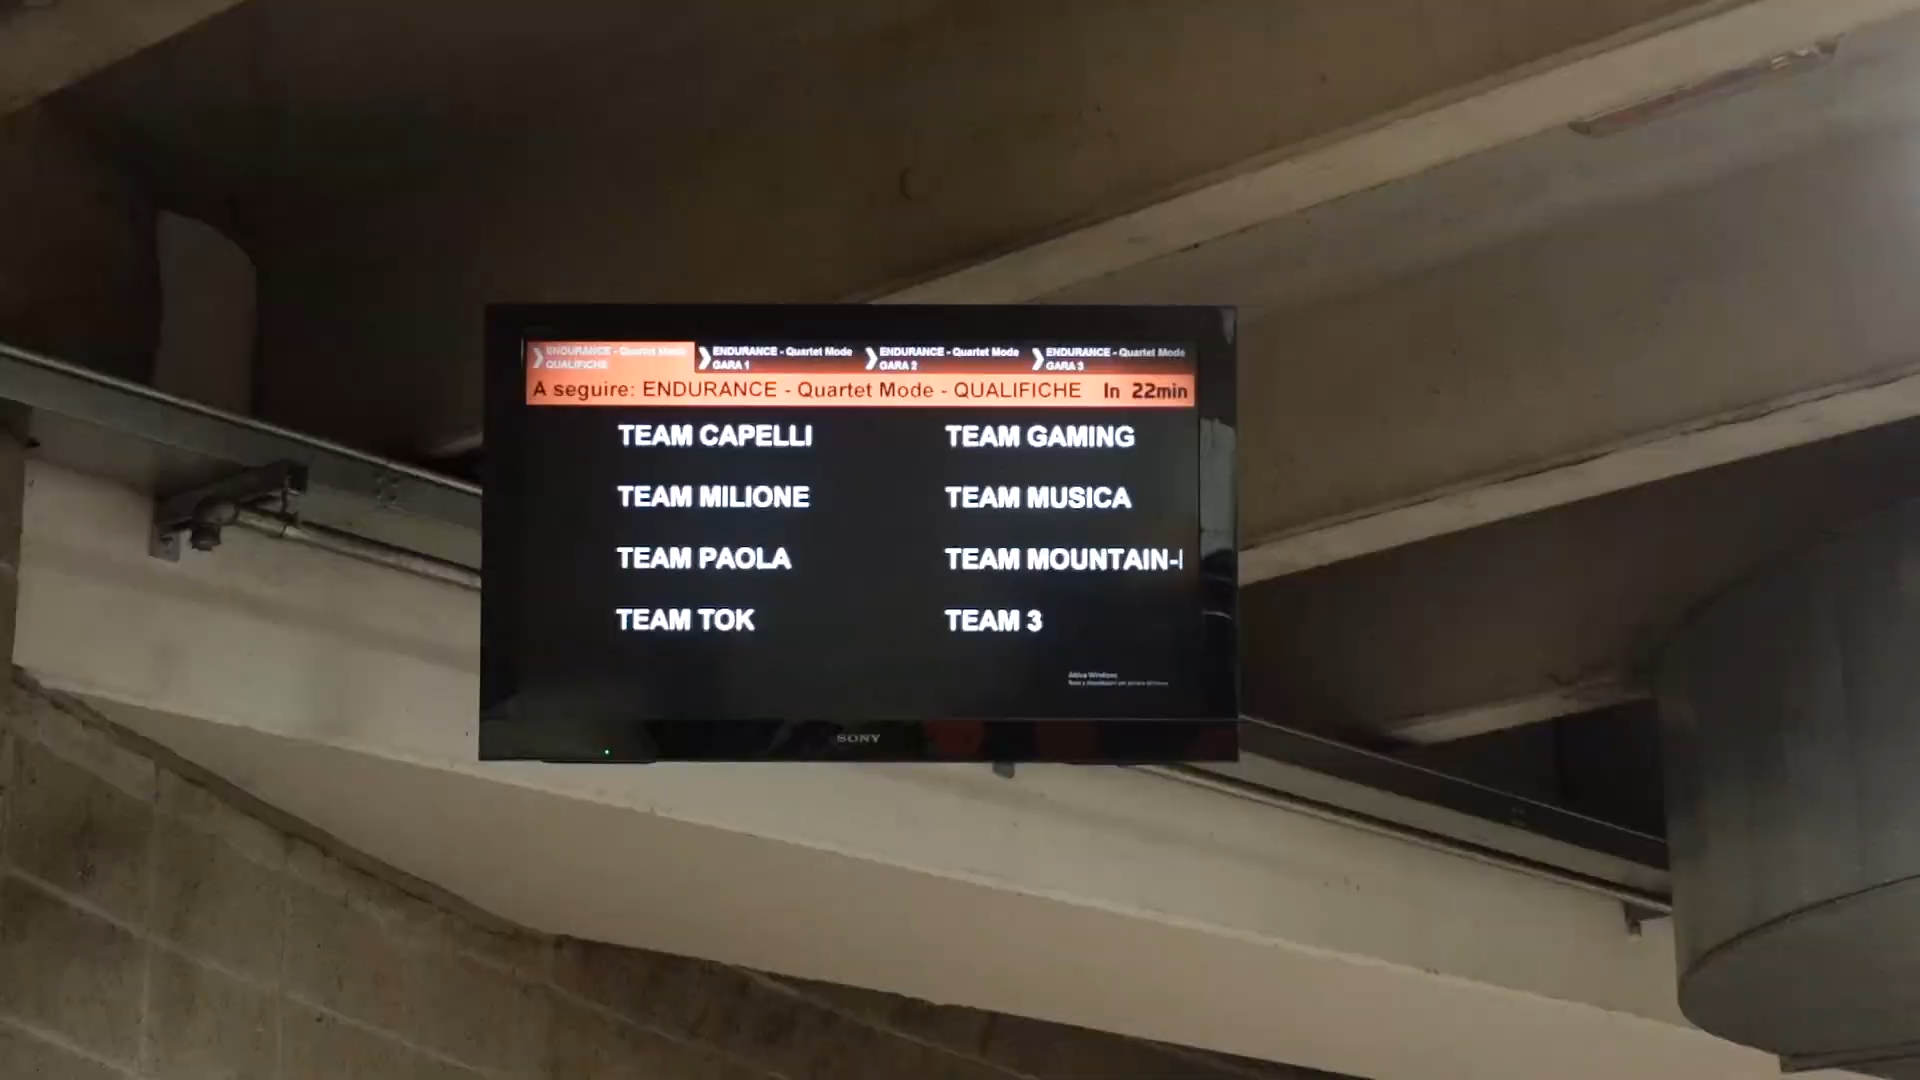 ENDURANCE - Quartet Mode
QUALIFICHE
ENDURANCE - Quartet Mode
GARA 1
ENDURANCE - Quartet Mode
GARA 2
ENDURANCE - Quartet Mode
GARA 3
A seguire: ENDURANCE - Quartet Mode - QUALIFICHE In 22min
TEAM CAPELLI
TEAM GAMING
TEAM MILIONE
TEAM MUSICA
TEAM PAOLA
TEAM MOUNTAIN-
TEAM TOK
TEAM 3
Attiva Windows
SONY